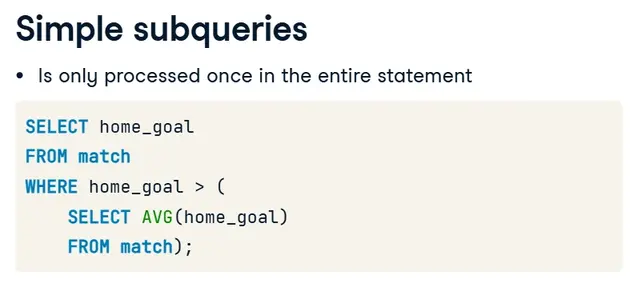 Simple subqueries
• Is only processed once in the entire statement
SELECT home_goal
FROM match
WHERE home_goal > (
    SELECT AVG(home_goal)
    FROM match);